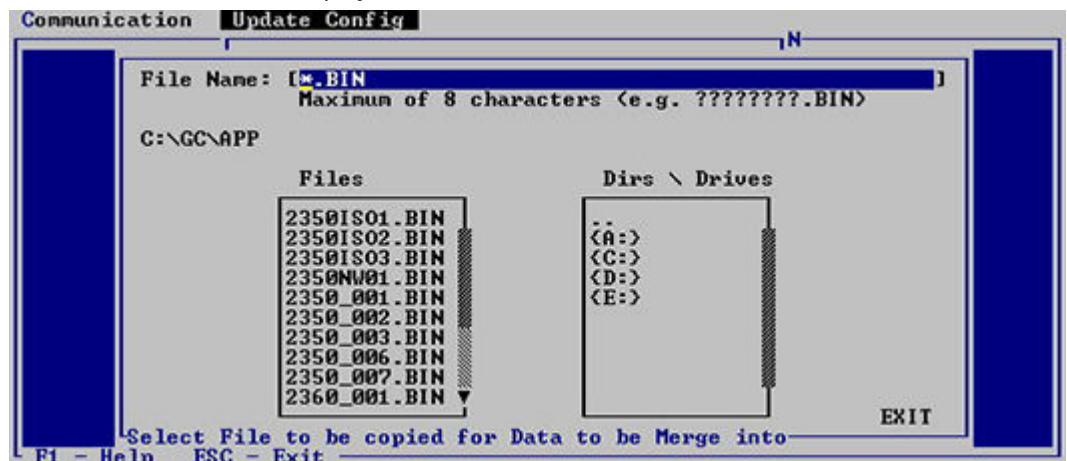 Communication Update Config
N
File Name: [*.BIN ]
Maximum of 8 characters (e.g. ????????.BIN)
C:\GC\APP
Files Dirs \ Drives
2350ISO1.BIN
2350ISO2.BIN
2350ISO3.BIN
2350NW01.BIN
2350_001.BIN
2350_002.BIN
2350_003.BIN
2350_006.BIN
2350_007.BIN
2360_001.BIN
..
<A:>
<C:>
<D:>
<E:>
EXIT
Select File to be copied for Data to be Merge into
F1 - Help ESC - Exit